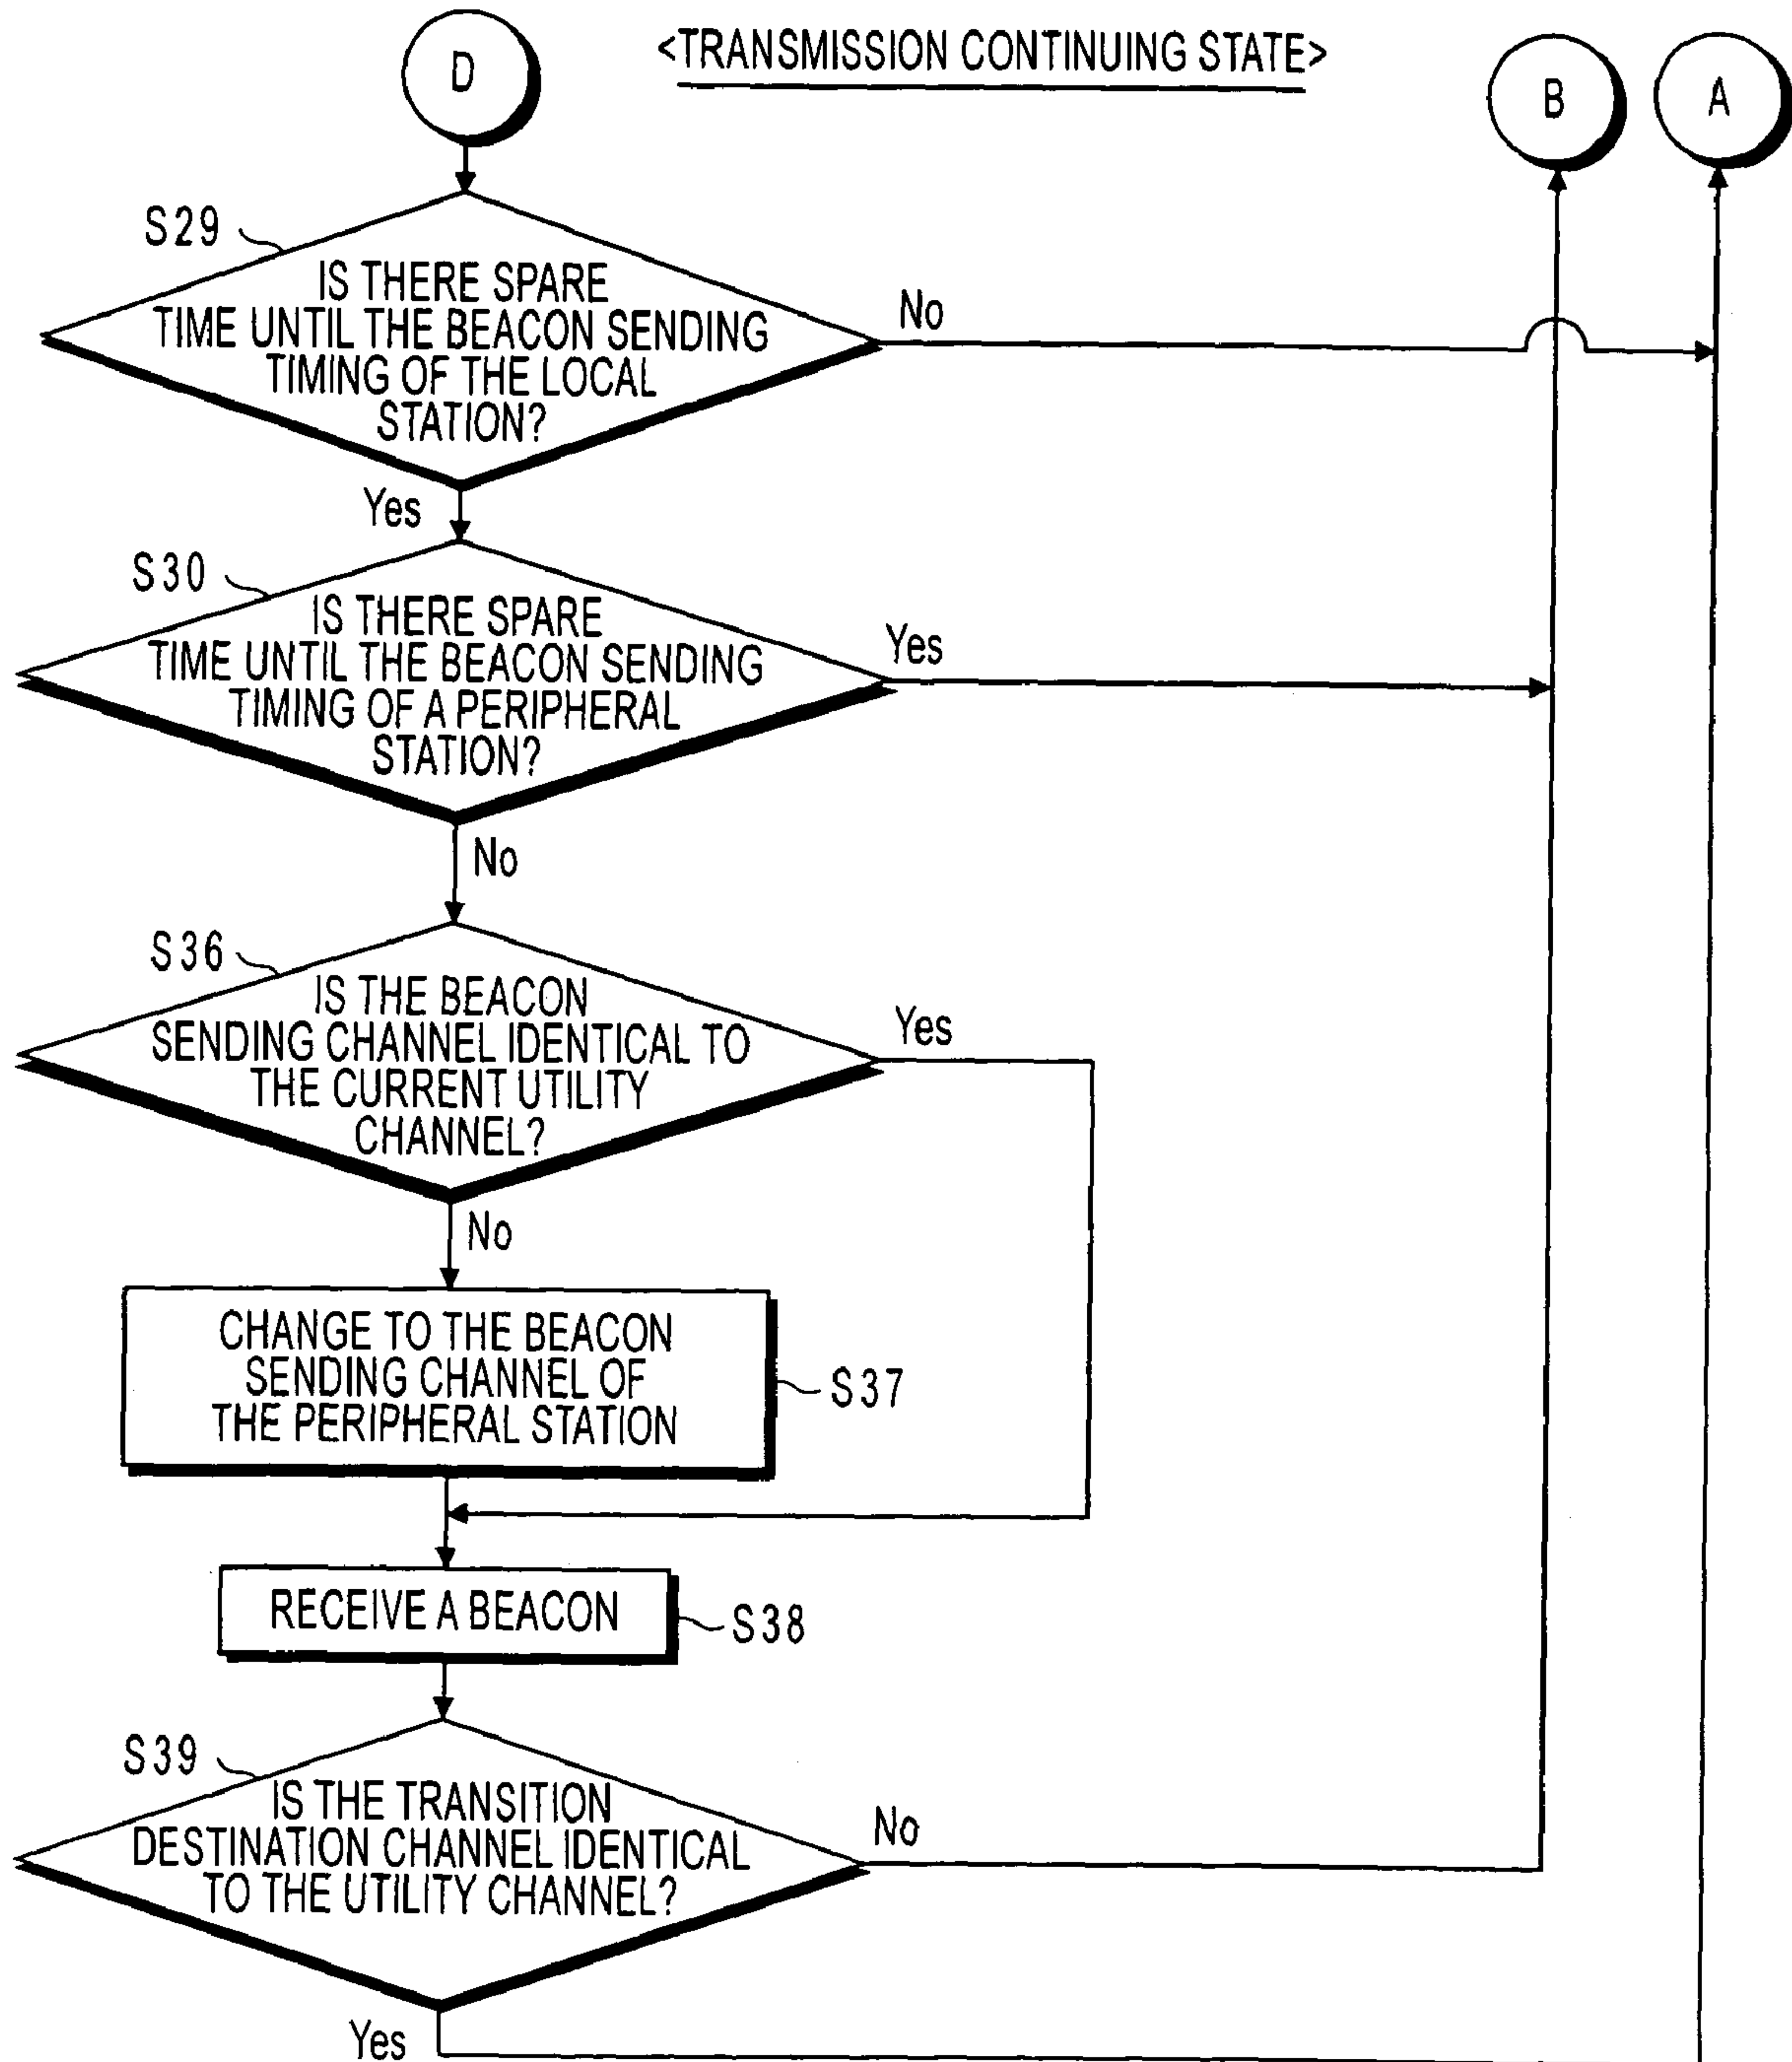 D
<TRANSMISSION CONTINUING STATE>
B
A
S29
IS THERE SPARE
TIME UNTIL THE BEACON SENDING
TIMING OF THE LOCAL
STATION?
No
Yes
S30
IS THERE SPARE
TIME UNTIL THE BEACON SENDING
TIMING OF A PERIPHERAL
STATION?
Yes
No
S36
IS THE BEACON
SENDING CHANNEL IDENTICAL TO
THE CURRENT UTILITY
CHANNEL?
Yes
No
CHANGE TO THE BEACON
SENDING CHANNEL OF
THE PERIPHERAL STATION
S37
RECEIVE A BEACON
S38
S39
IS THE TRANSITION
DESTINATION CHANNEL IDENTICAL
TO THE UTILITY CHANNEL?
No
Yes